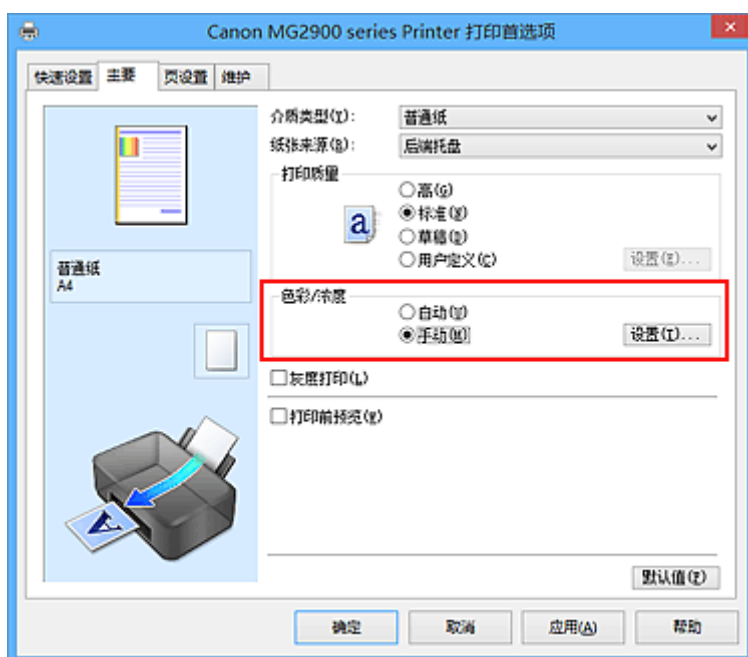 Canon MG2900 series Printer 打印首选项
快速设置 主要 页设置 维护
介质类型(Y): 普通纸
纸张来源(B): 后端托盘
打印质量
高(G)
a
标准(N)
草稿(D)
用户定义(C) 设置(E)...
普通纸
A4
色彩/浓度
自动(U)
手动(M) 设置(T)...
灰度打印(L)
打印前预览(W)
A
默认值(F)
确定 取消 应用(A) 帮助